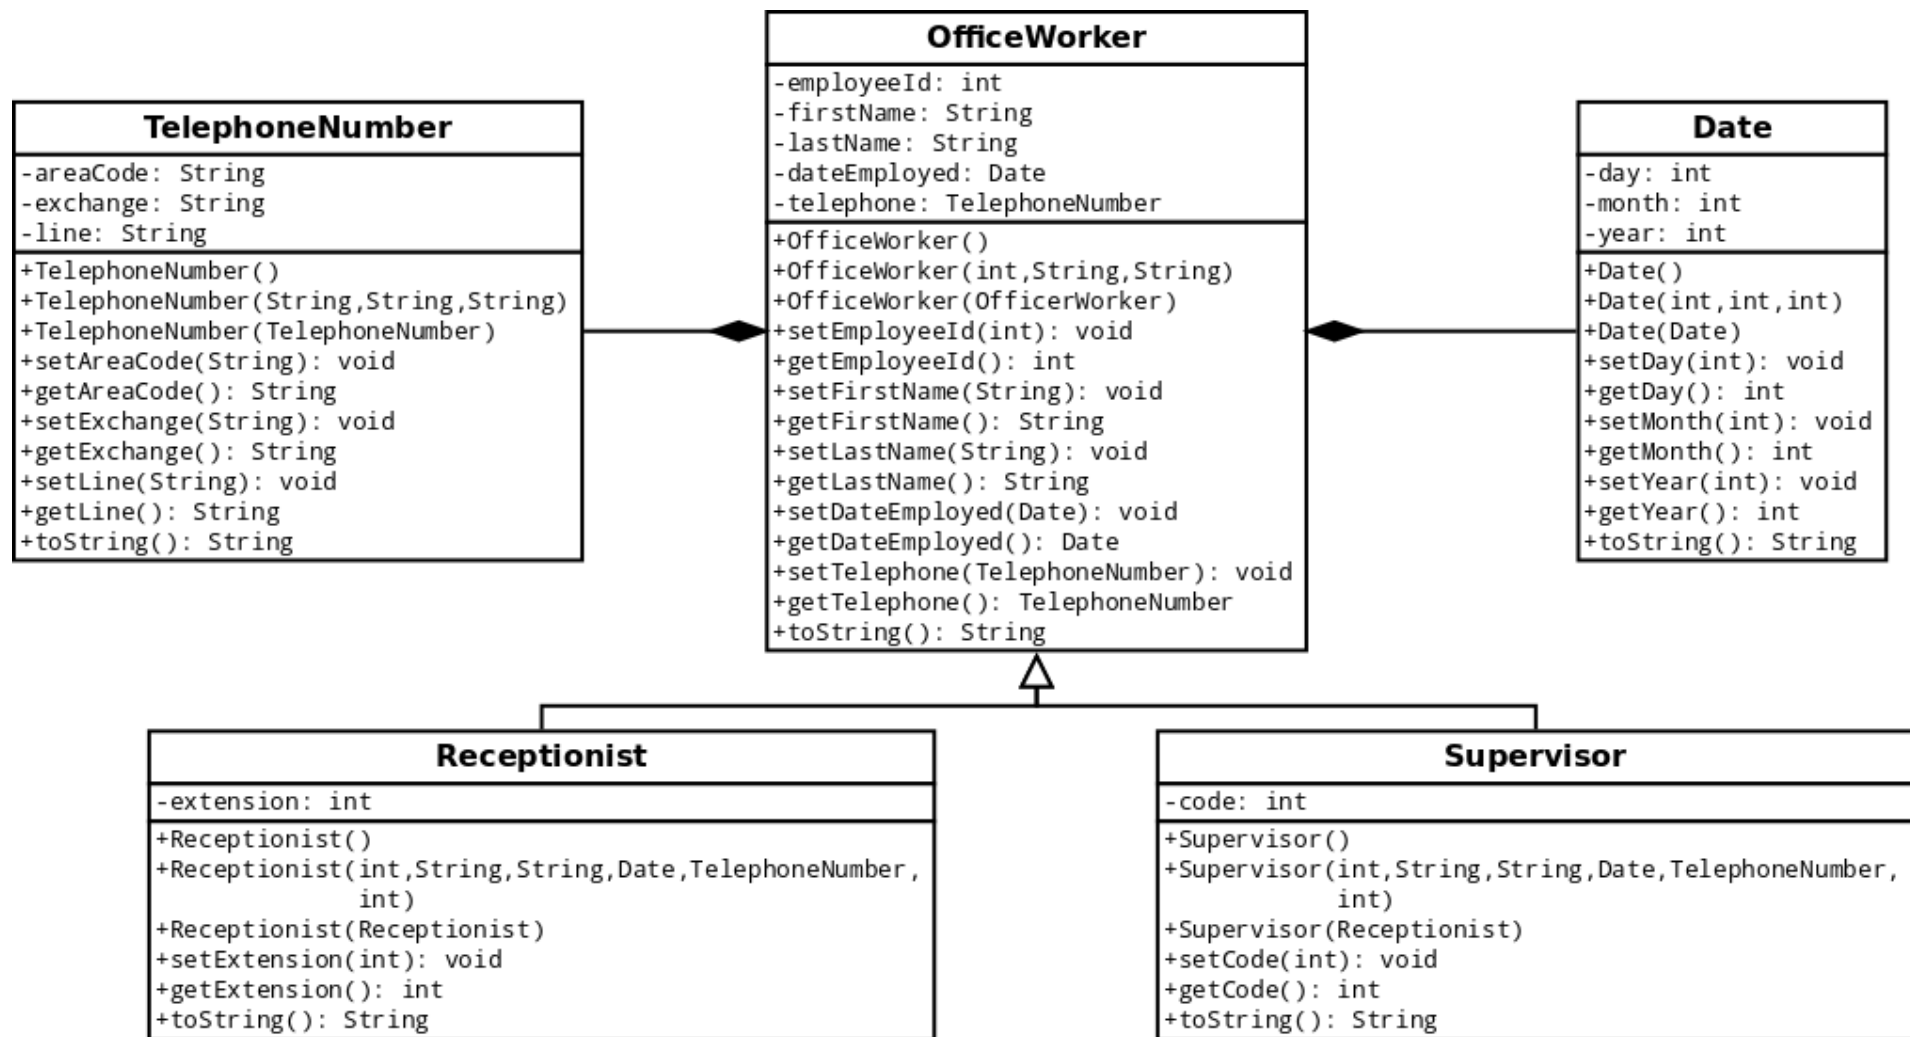 OfficeWorker
-employeeId: int
-firstName: String
-lastName: String
-dateEmployed: Date
-telephone: TelephoneNumber
+OfficeWorker()
+OfficeWorker(int,String,String)
+OfficeWorker(OfficerWorker)
+setEmployeeId(int): void
+getEmployeeId(): int
+setFirstName(String): void
+getFirstName(): String
+setLastName(String): void
+getLastName(): String
+setDateEmployed(Date): void
+getDateEmployed(): Date
+setTelephone(TelephoneNumber): void
+getTelephone(): TelephoneNumber
+toString(): String
TelephoneNumber
-areaCode: String
-exchange: String
-line: String
+TelephoneNumber()
+TelephoneNumber(String,String,String)
+TelephoneNumber(TelephoneNumber)
+setAreaCode(String): void
+getAreaCode(): String
+setExchange(String): void
+getExchange(): String
+setLine(String): void
+getLine(): String
+toString(): String
Date
-day: int
-month: int
-year: int
+Date()
+Date(int,int,int)
+Date(Date)
+setDay(int): void
+getDay(): int
+setMonth(int): void
+getMonth(): int
+setYear(int): void
+getYear(): int
+toString(): String
Receptionist
-extension: int
+Receptionist()
+Receptionist(int,String,String,Date,TelephoneNumber,
int)
+Receptionist(Receptionist)
+setExtension(int): void
+getExtension(): int
+toString(): String
Supervisor
-code: int
+Supervisor()
+Supervisor(int,String,String,Date,TelephoneNumber,
int)
+Supervisor(Receptionist)
+setCode(int): void
+getCode(): int
+toString(): String